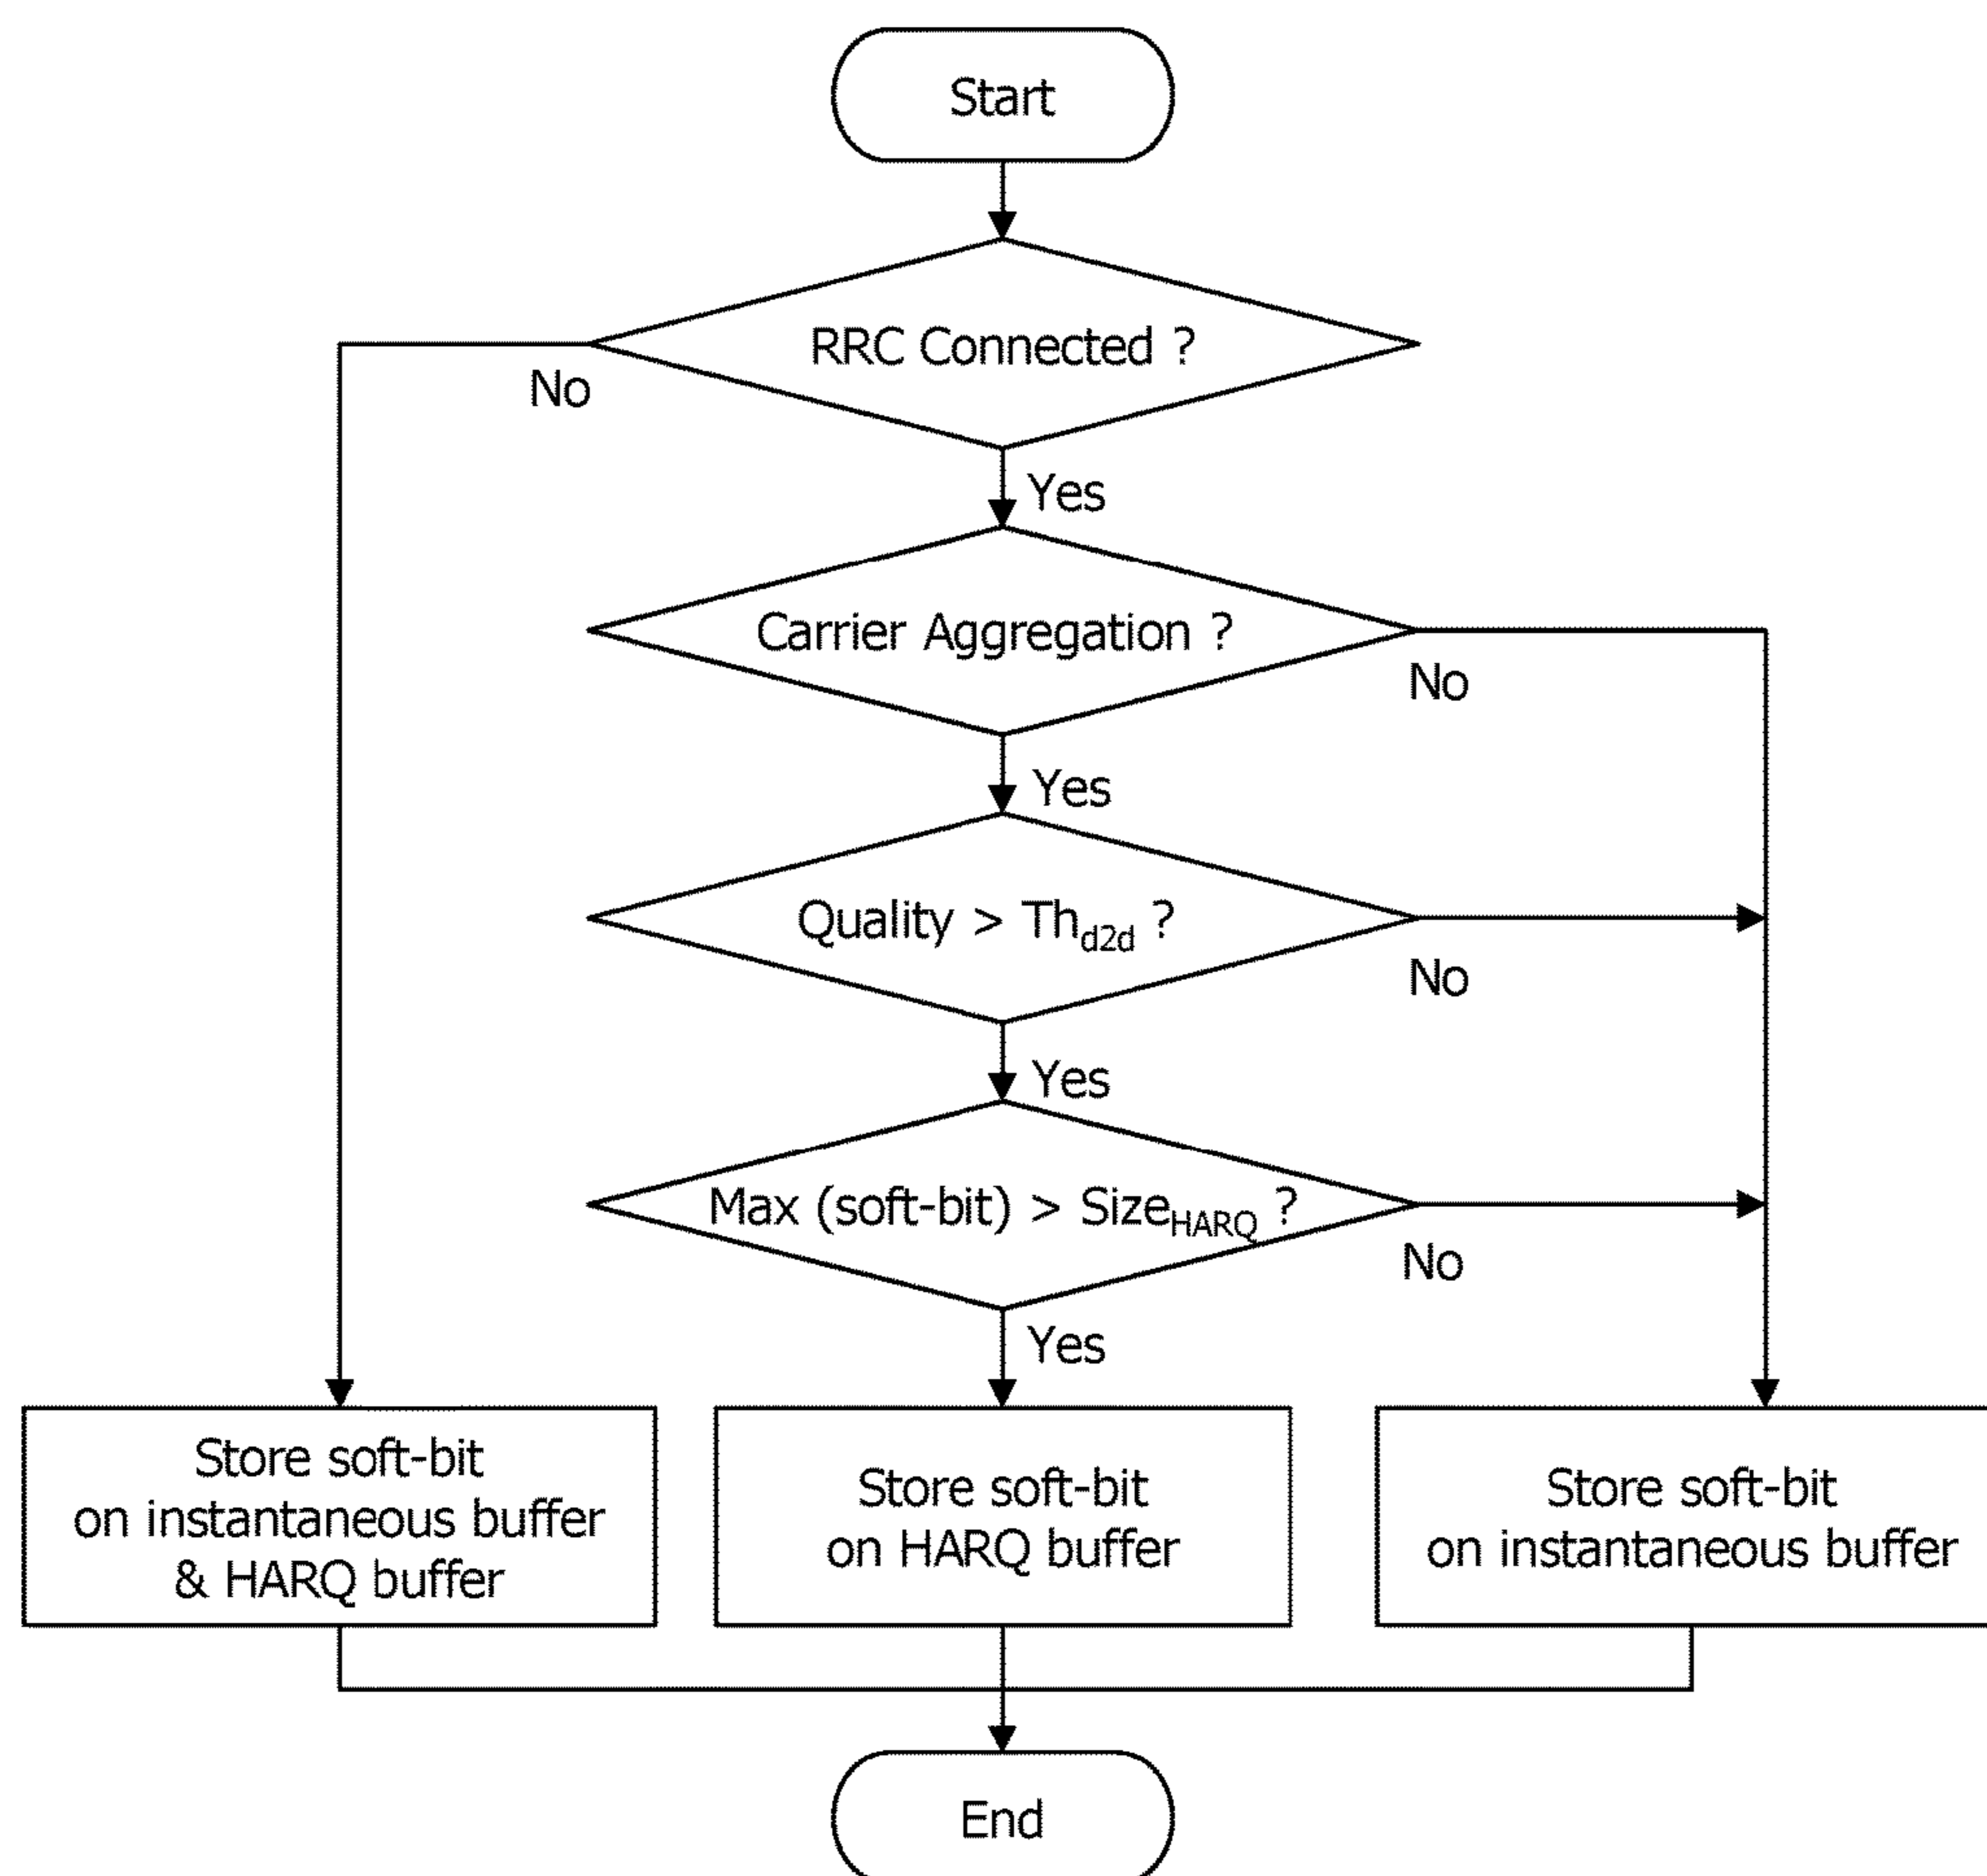 Start
RRC Connected ?
No
Yes
Carrier Aggregation ?
No
Yes
Quality > Thd2d ?
No
Yes
Max (soft-bit) > SizeHARQ ?
No
Yes
Store soft-bit
on instantaneous buffer
& HARQ buffer
Store soft-bit
on HARQ buffer
Store soft-bit
on instantaneous buffer
End